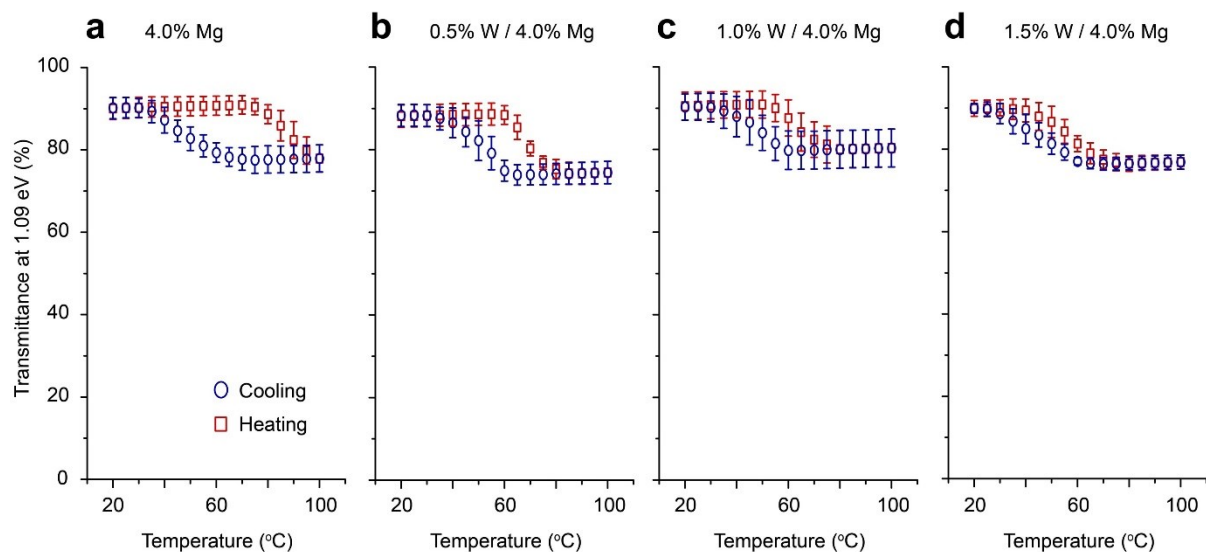 a 4.0% Mg
b 0.5% W / 4.0% Mg
c 1.0% W / 4.0% Mg
d 1.5% W / 4.0% Mg
Transmittance at 1.09 eV (%)
100
80
60
40
20
0
Cooling
Heating
20 60 100
20 60 100
20 60 100
20 60 100
Temperature (°C)
Temperature (°C)
Temperature (°C)
Temperature (°C)